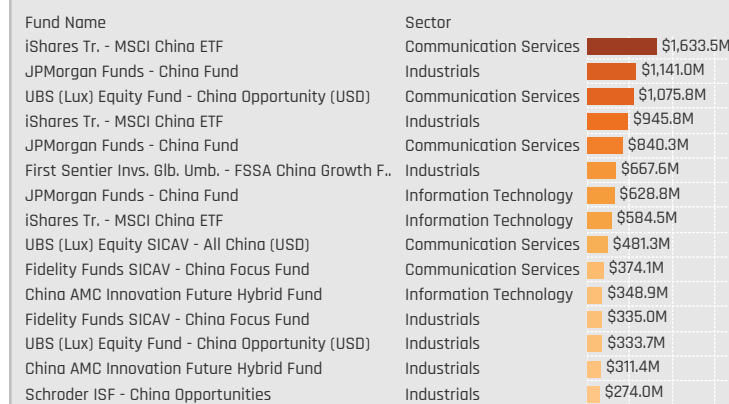 Fund Name Sector
iShares Tr. - MSCI China ETF Communication Services $1,633.5M
JPMorgan Funds - China Fund Industrials $1,141.0M
UBS (Lux) Equity Fund - China Opportunity (USD) Communication Services $1,075.8M
iShares Tr. - MSCI China ETF Industrials $945.8M
JPMorgan Funds - China Fund Communication Services $840.3M
First Sentier Invs. Glb. Umb. - FSSA China Growth F.. Industrials $667.6M
JPMorgan Funds - China Fund Information Technology $628.8M
iShares Tr. - MSCI China ETF Information Technology $584.5M
UBS (Lux) Equity SICAV - All China (USD) Communication Services $481.3M
Fidelity Funds SICAV - China Focus Fund Communication Services $374.1M
China AMC Innovation Future Hybrid Fund Information Technology $348.9M
Fidelity Funds SICAV - China Focus Fund Industrials $335.0M
UBS (Lux) Equity Fund - China Opportunity (USD) Industrials $333.7M
China AMC Innovation Future Hybrid Fund Industrials $311.4M
Schroder ISF - China Opportunities Industrials $274.0M